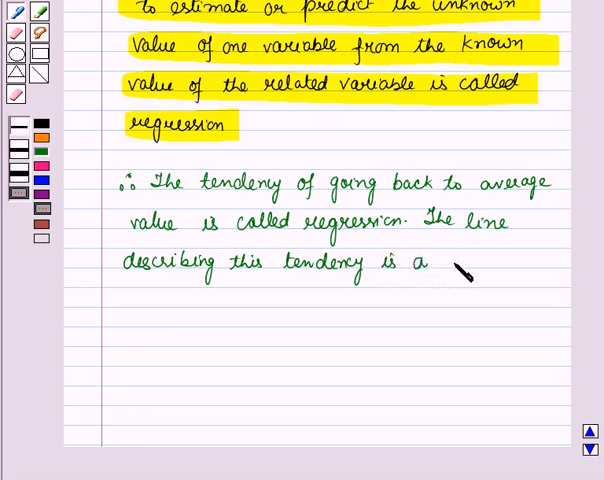 to estimate or predict the unknown
value of one variable from the known
value of the related variable is called
regression
∴ The tendency of going back to average
value is called regression. The line
describing this tendency is a